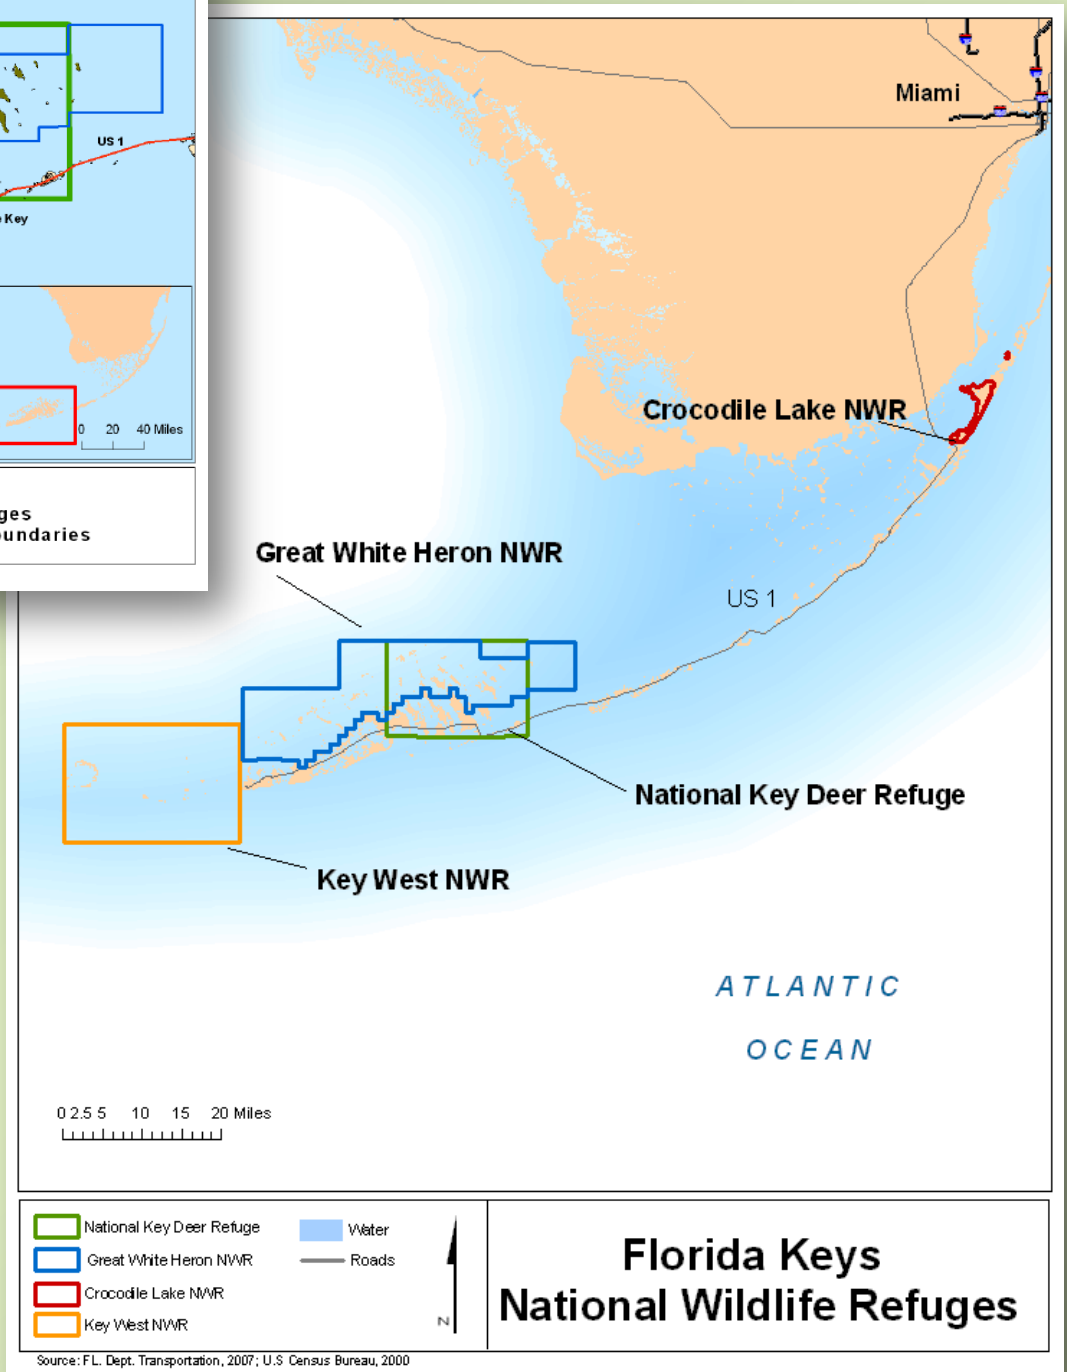 US 1
Key
0 20 40 Miles
Miami
Crocodile Lake NWR
Great White Heron NWR
US 1
National Key Deer Refuge
Key West NWR
ATLANTIC
OCEAN
0 2.5 5 10 15 20 Miles
National Key Deer Refuge
Great White Heron NWR
Crocodile Lake NWR
Key West NWR
Water
Roads
N
Florida Keys
National Wildlife Refuges
Source: FL. Dept. Transportation, 2007; U.S Census Bureau, 2000